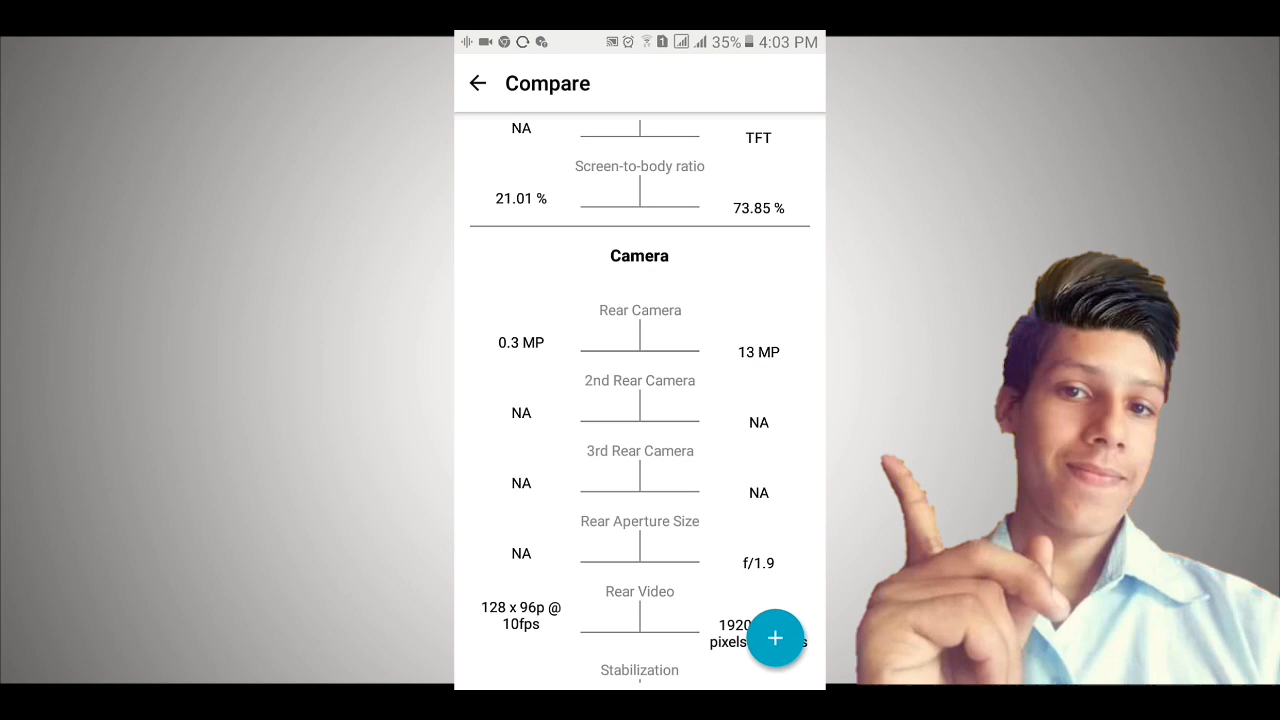 35% 4:03 PM
Compare
NA
TFT
Screen-to-body ratio
21.01 %
73.85 %
Camera
Rear Camera
0.3 MP
13 MP
2nd Rear Camera
NA
NA
3rd Rear Camera
NA
NA
Rear Aperture Size
NA
f/1.9
Rear Video
128 x 96p @
10fps
1920
pixels
Stabilization